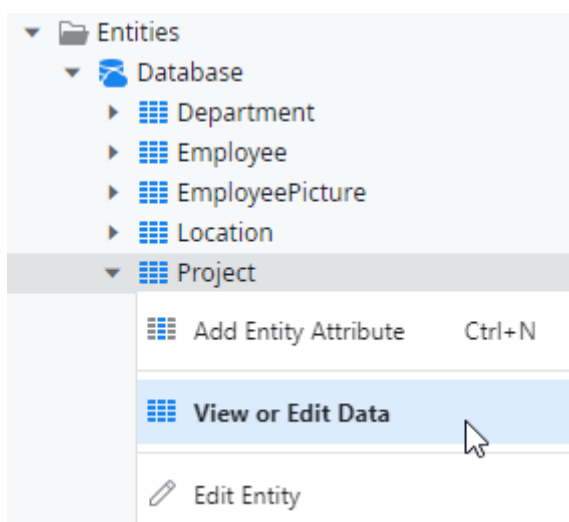 Entities
Database
Department
Employee
EmployeePicture
Location
Project
Add Entity Attribute Ctrl+N
View or Edit Data
Edit Entity